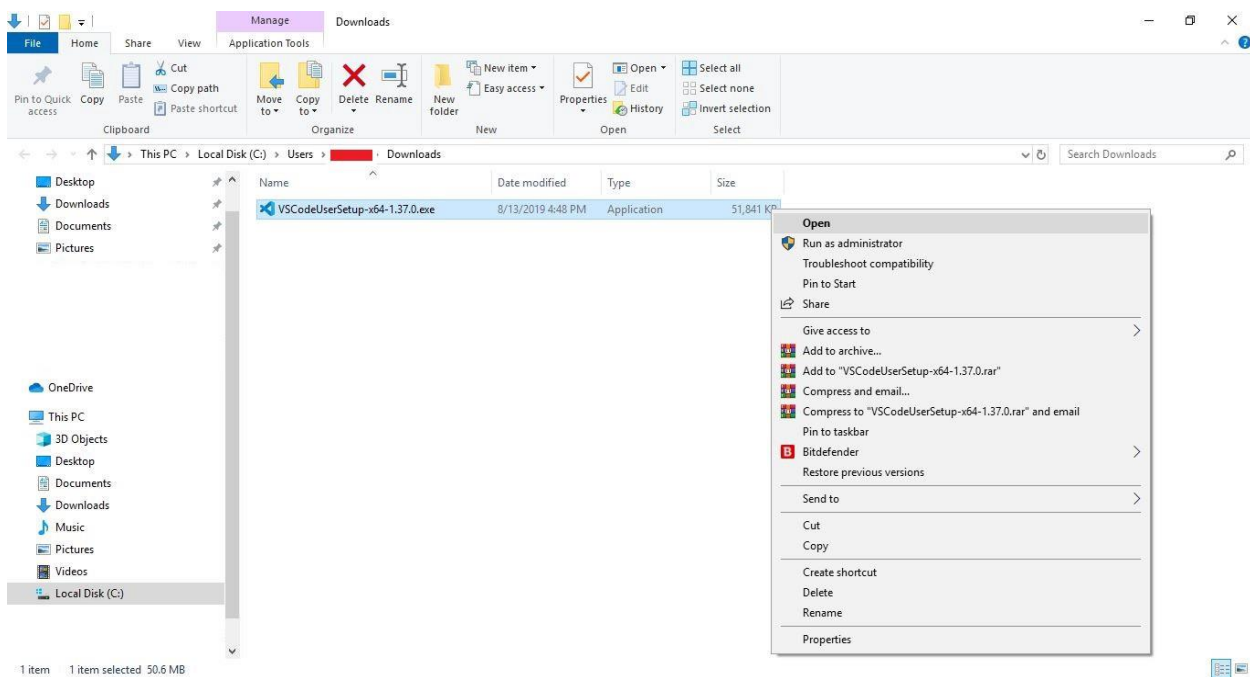 Manage
Downloads
File Home Share View Application Tools
Pin to Quick access
Copy
Paste
Cut
Copy path
Paste shortcut
Clipboard
Move to
Copy to
Delete
Rename
Organize
New folder
New item
Easy access
New
Properties
Open
Edit
History
Open
Select all
Select none
Invert selection
Select
This PC > Local Disk (C:) > Users > Downloads
Search Downloads
Desktop
Downloads
Documents
Pictures
OneDrive
This PC
3D Objects
Desktop
Documents
Downloads
Music
Pictures
Videos
Local Disk (C:)
Name Date modified Type Size
VSCodeUserSetup-x64-1.37.0.exe 8/13/2019 4:48 PM Application 51,841 KB
Open
Run as administrator
Troubleshoot compatibility
Pin to Start
Share
Give access to
Add to archive...
Add to "VSCodeUserSetup-x64-1.37.0.rar"
Compress and email...
Compress to "VSCodeUserSetup-x64-1.37.0.rar" and email
Pin to taskbar
B Bitdefender
Restore previous versions
Send to
Cut
Copy
Create shortcut
Delete
Rename
Properties
1 item 1 item selected 50.6 MB